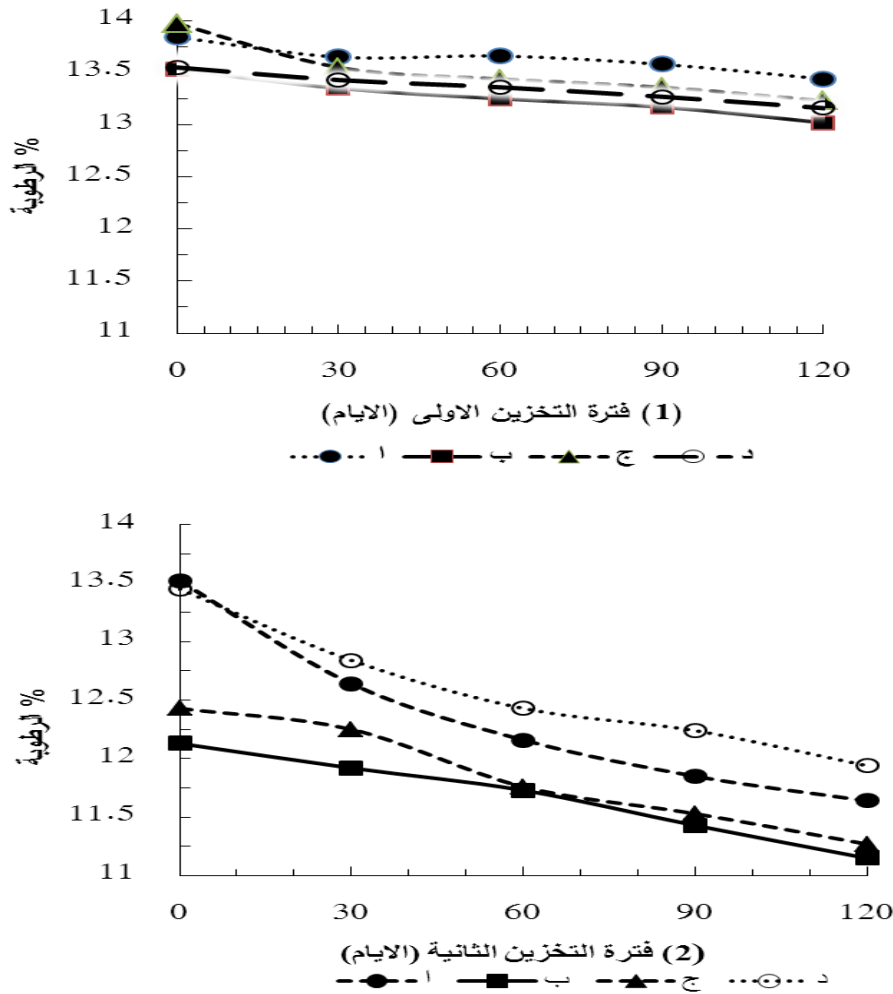 14
13.5
13
12.5
12
11.5
11
الرطوبة %
0 30 60 90 120
(1) فترة التخزين الاولى (الايام)
ا ب ج د
14
13.5
13
12.5
12
11.5
11
الرطوبة %
0 30 60 90 120
(2) فترة التخزين الثانية (الايام)
ا ب ج د